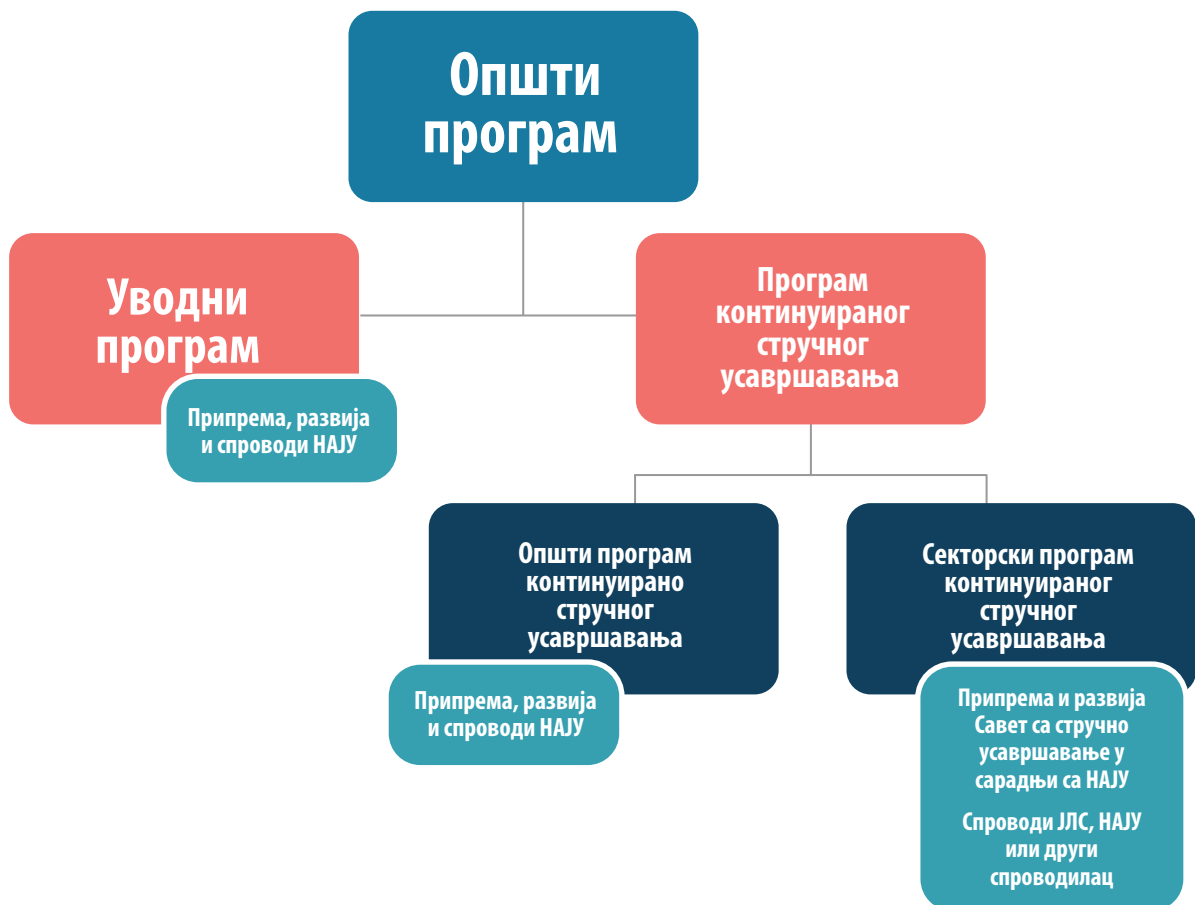 Општи
програм
Уводни
програм
Припрема, развија
и спроводи НАЈУ
Програм
континуираног
стручног
усавршавања
Општи програм
континуирано
стручног
усавршавања
Припрема, развија
и спроводи НАЈУ
Секторски програм
континуираног
стручног
усавршавања
Припрема и развија
Савет са стручно
усавршавање у
сарадњи са НАЈУ
Спроводи ЈЛС, НАЈУ
или други
спроводилац